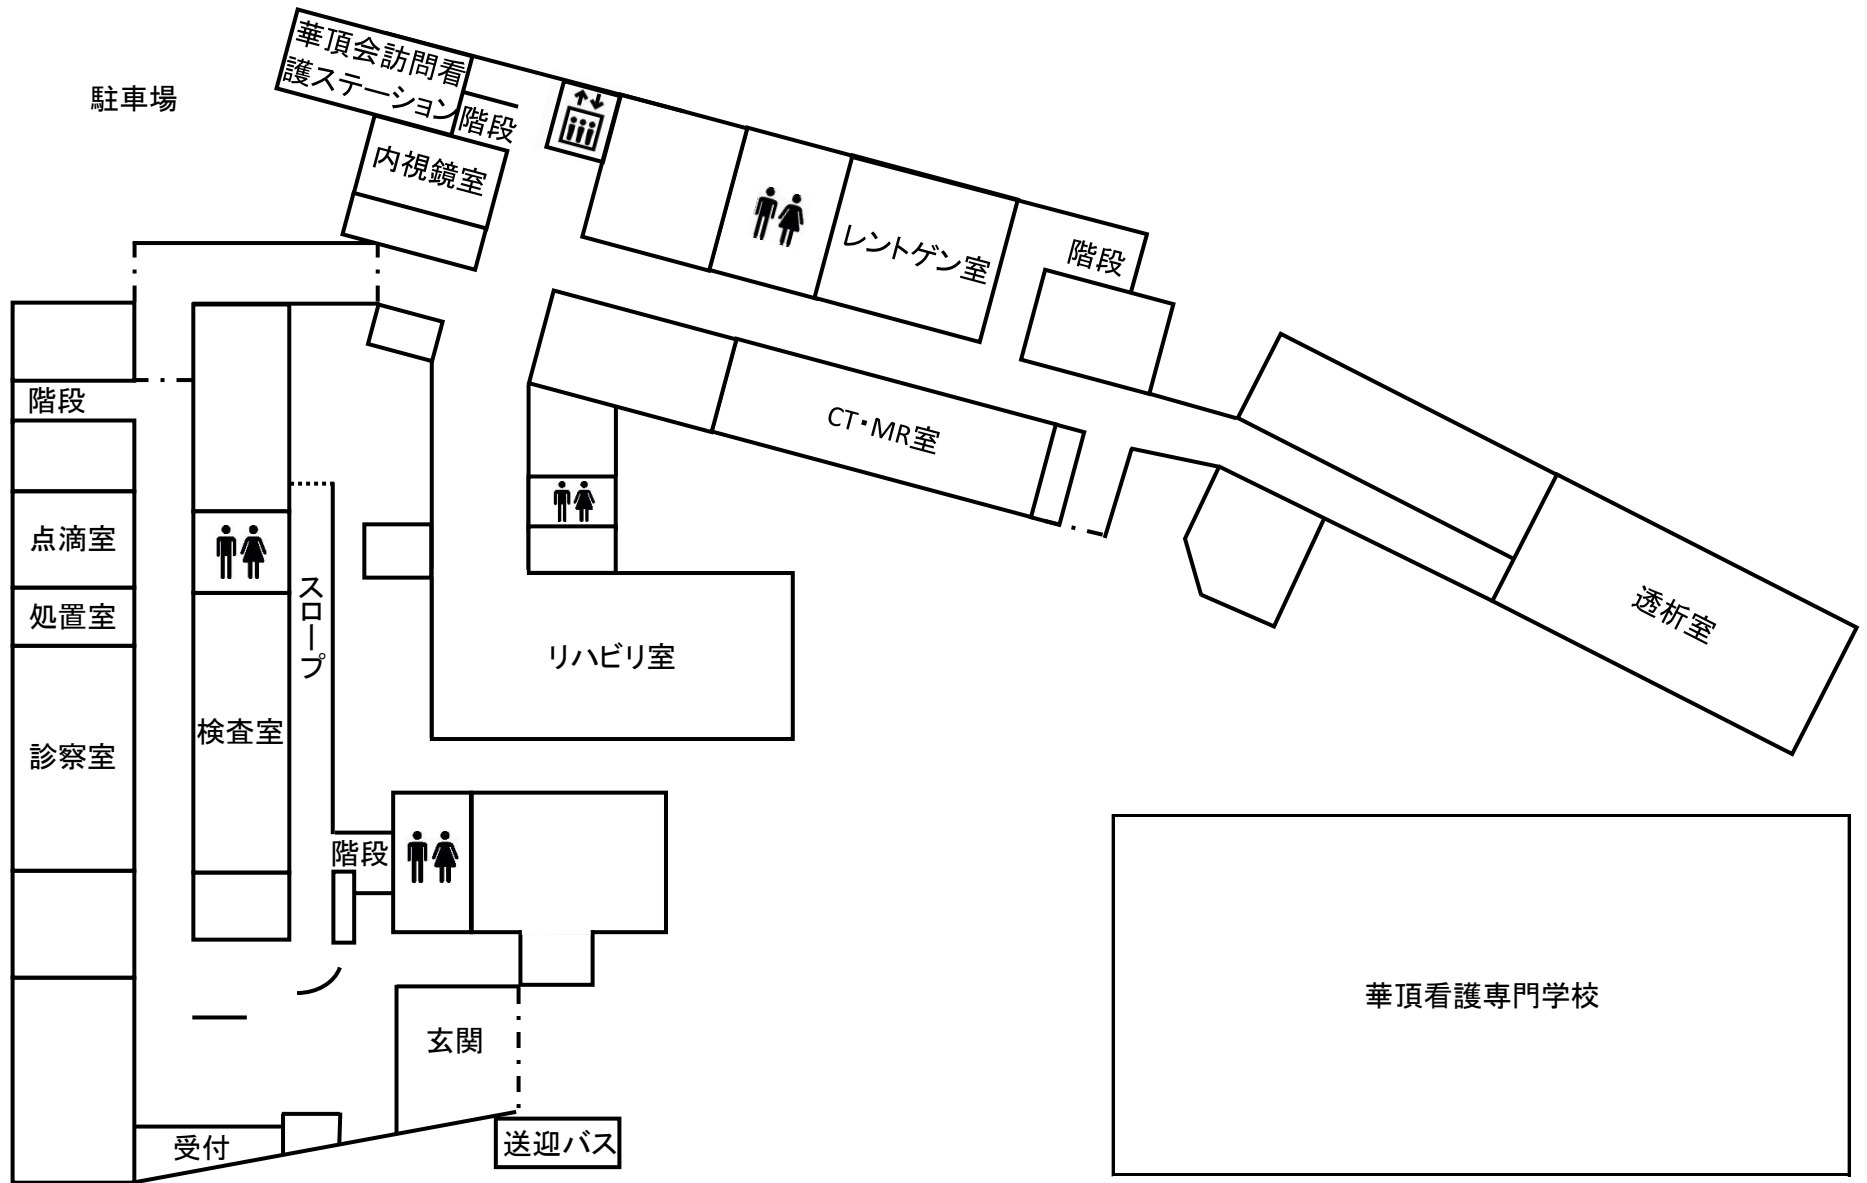 華頂会訪問看
護ステーション
駐車場
階段
内視鏡室
レントゲン室
階段
階段
CT・MR室
点滴室
処置室
スロープ
リハビリ室
透析室
診察室
検査室
階段
華頂看護専門学校
玄関
受付
送迎バス